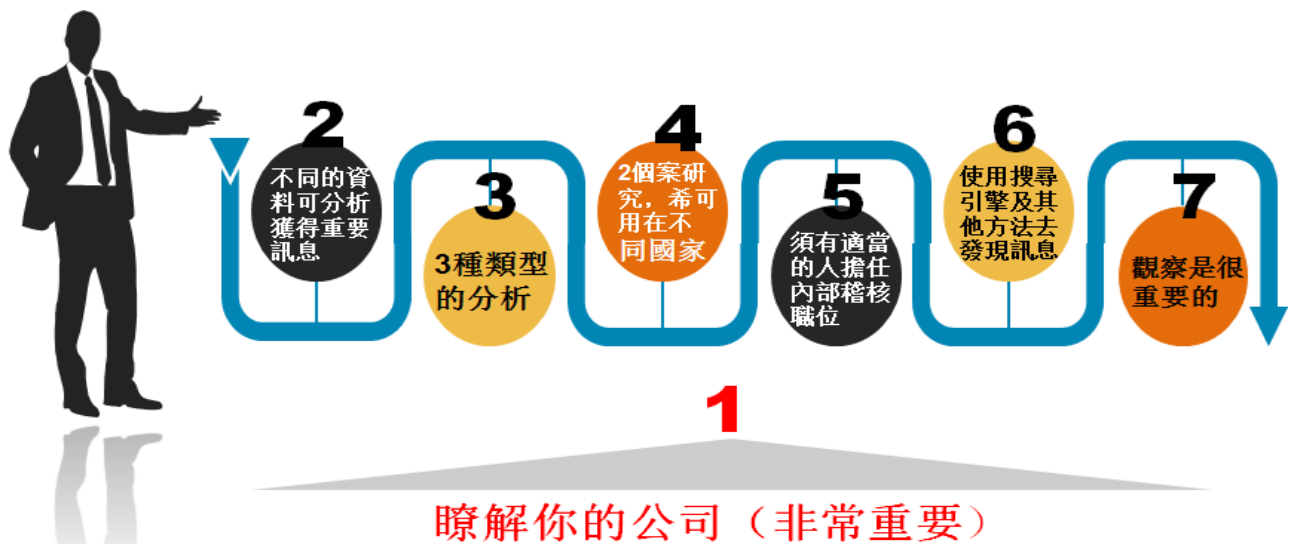 2
不同的資
料可分析
獲得重要
訊息
3
3種類型
的分析
4
2個案研
究，希可
用在不
同國家
5
須有適當
的人擔任
內部稽核
職位
6
使用搜尋
引擎及其
他方法去
發現訊息
7
觀察是很
重要的
1
瞭解你的公司（非常重要）